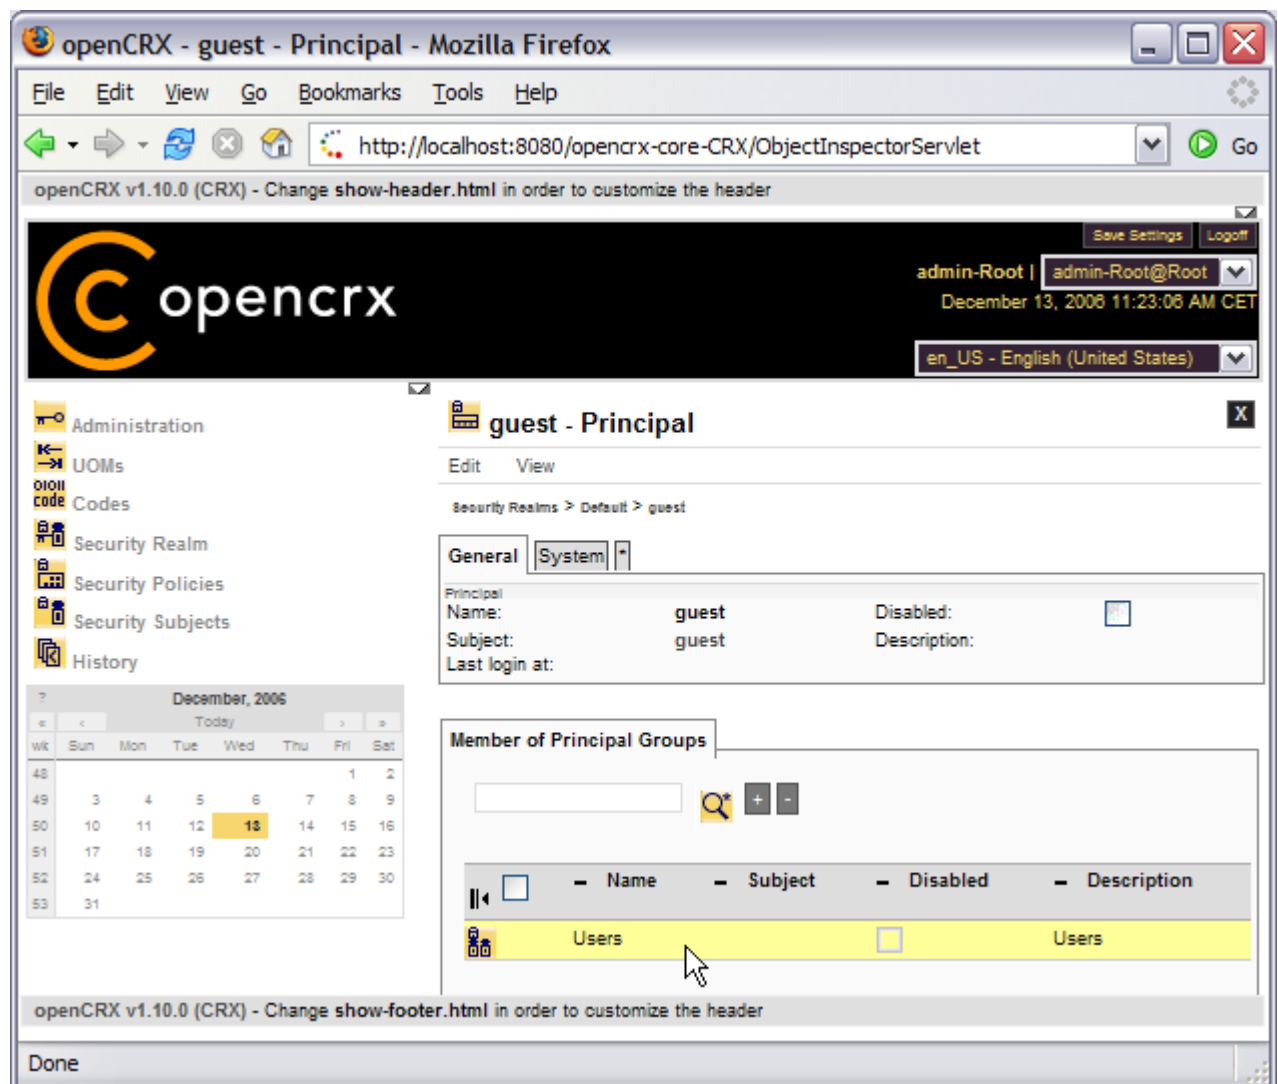 openCRX - guest - Principal - Mozilla Firefox
File Edit View Go Bookmarks Tools Help
http://localhost:8080/opencrx-core-CRX/ObjectInspectorServlet Go
openCRX v1.10.0 (CRX) - Change show-header.html in order to customize the header
Save Settings Logoff
opencrx
admin-Root | admin-Root@Root
December 13, 2006 11:23:06 AM CET
en_US - English (United States)
Administration
UOMs
code Codes
Security Realm
Security Policies
Security Subjects
History
? December, 2006
« ‹ Today › »
wk Sun Mon Tue Wed Thu Fri Sat
48 1 2
49 3 4 5 6 7 8 9
50 10 11 12 13 14 15 16
51 17 18 19 20 21 22 23
52 24 25 26 27 28 29 30
53 31
guest - Principal X
Edit View
Security Realms > Default > guest
General System *
Principal
Name: guest Disabled:
Subject: guest Description:
Last login at:
Member of Principal Groups
+ -
– Name – Subject – Disabled – Description
Users Users
openCRX v1.10.0 (CRX) - Change show-footer.html in order to customize the header
Done